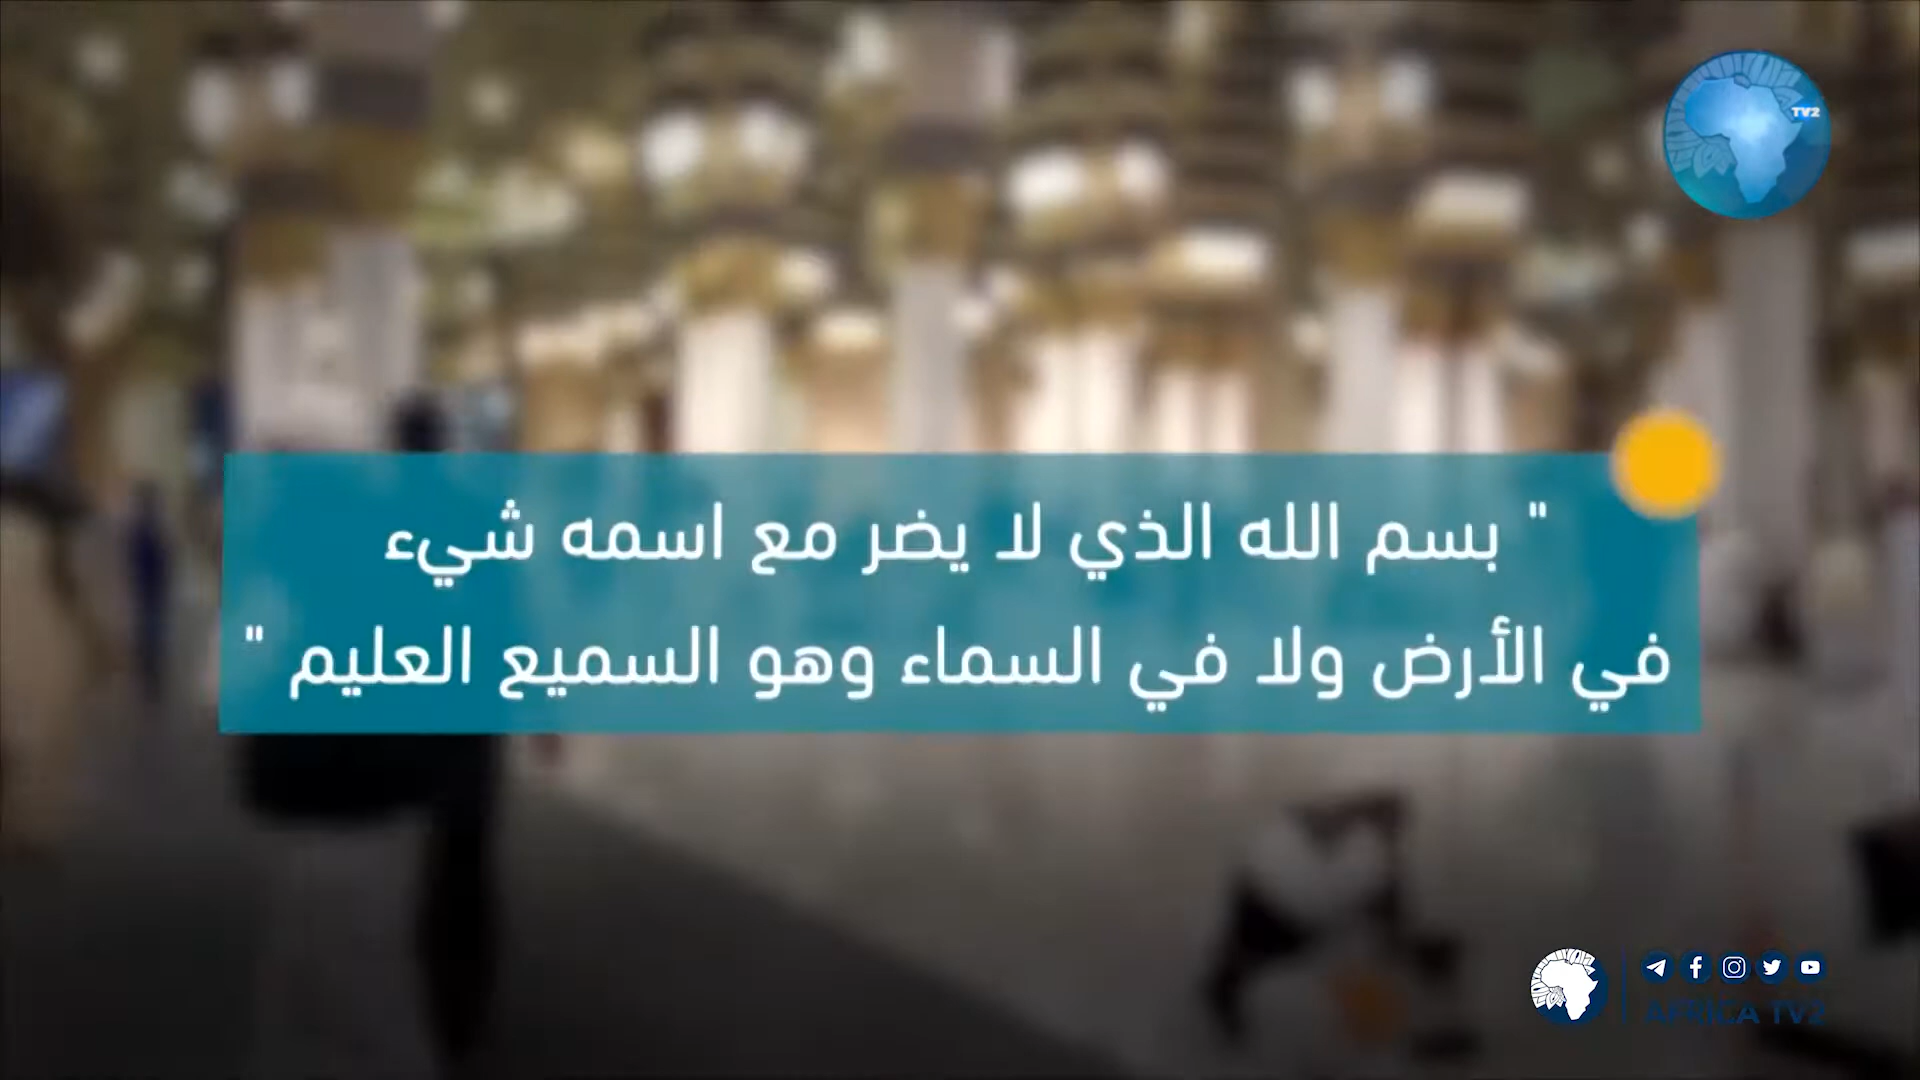 TV2
" بسم الله الذي لا يضر مع اسمه شيء
في الأرض ولا في السماء وهو السميع العليم "
AFRICA TV2